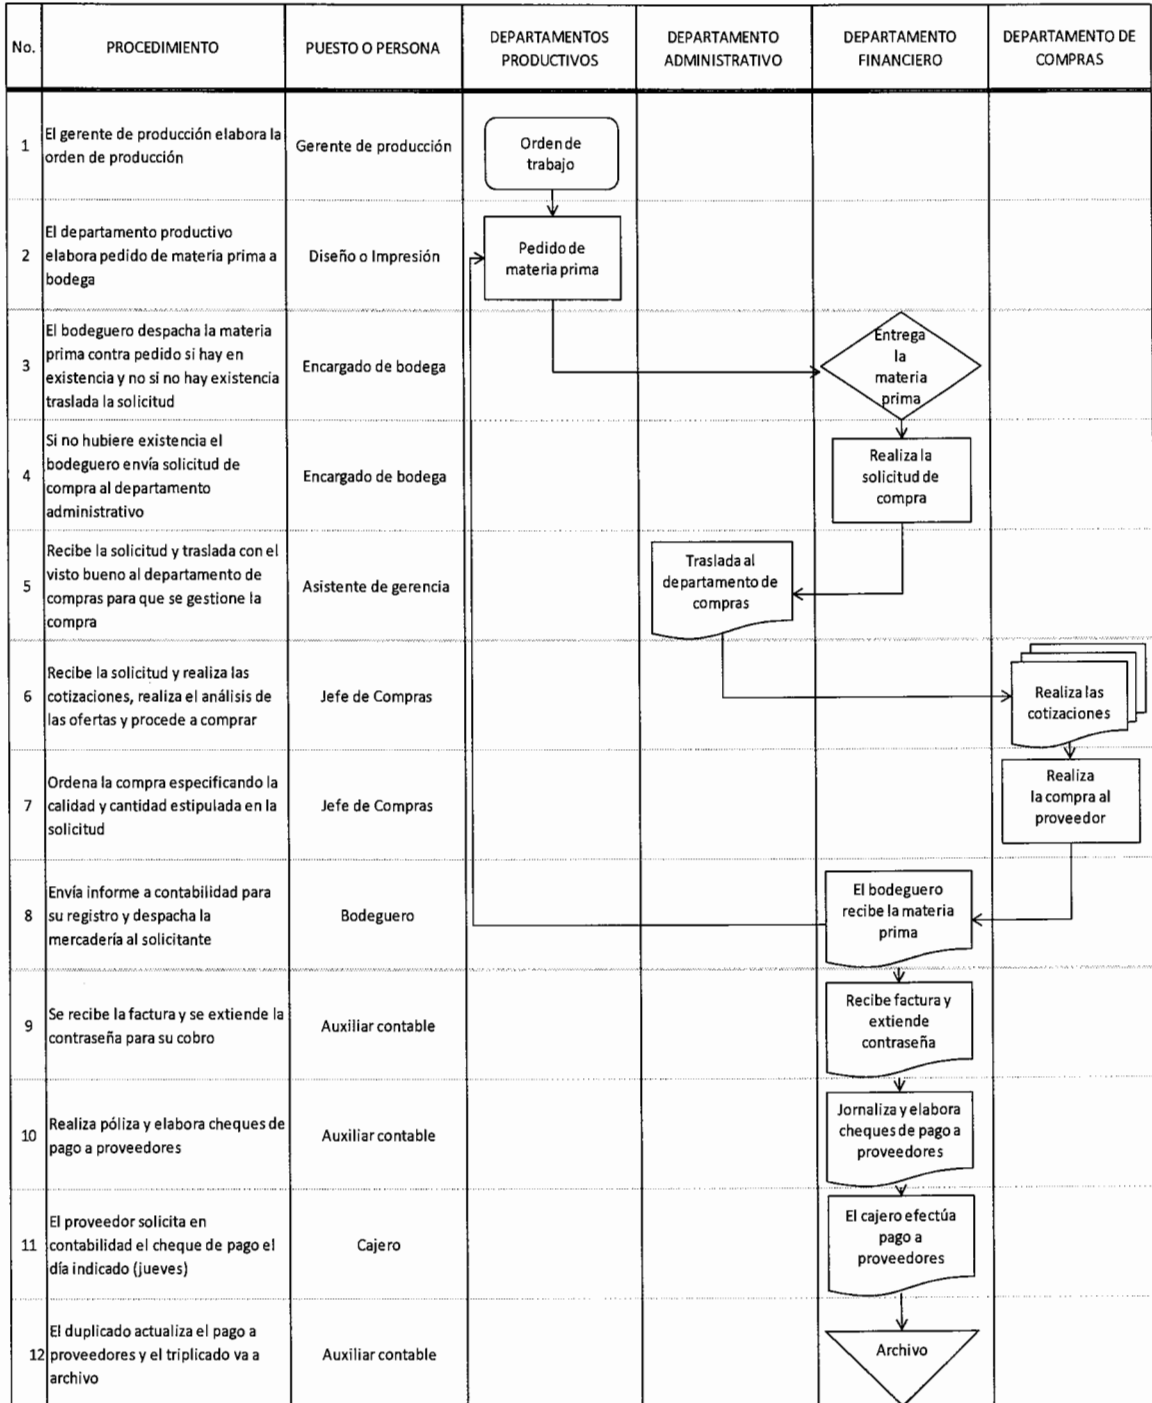 No.
PROCEDIMIENTO
PUESTO O PERSONA
DEPARTAMENTOS
PRODUCTIVOS
DEPARTAMENTO
ADMINISTRATIVO
DEPARTAMENTO
FINANCIERO
DEPARTAMENTO DE
COMPRAS
1
El gerente de producción elabora la
orden de producción
Gerente de producción
Orden de
trabajo
2
El departamento productivo
elabora pedido de materia prima a
bodega
Diseño o Impresión
Pedido de
materia prima
3
El bodeguero despacha la materia
prima contra pedido si hay en
existencia y no si no hay existencia
traslada la solicitud
Encargado de bodega
Entrega
la
materia
prima
4
Si no hubiere existencia el
bodeguero envía solicitud de
compra al departamento
administrativo
Encargado de bodega
Realiza la
solicitud de
compra
5
Recibe la solicitud y traslada con el
visto bueno al departamento de
compras para que se gestione la
compra
Asistente de gerencia
Traslada al
departamento de
compras
6
Recibe la solicitud y realiza las
cotizaciones, realiza el análisis de
las ofertas y procede a comprar
Jefe de Compras
Realiza las
cotizaciones
7
Ordena la compra especificando la
calidad y cantidad estipulada en la
solicitud
Jefe de Compras
Realiza
la compra al
proveedor
8
Envía informe a contabilidad para
su registro y despacha la
mercadería al solicitante
Bodeguero
El bodeguero
recibe la materia
prima
9
Se recibe la factura y se extiende la
contraseña para su cobro
Auxiliar contable
Recibe factura y
extiende
contraseña
10
Realiza póliza y elabora cheques de
pago a proveedores
Auxiliar contable
Jornaliza y elabora
cheques de pago a
proveedores
11
El proveedor solicita en
contabilidad el cheque de pago el
día indicado (jueves)
Cajero
El cajero efectúa
pago a
proveedores
12
El duplicado actualiza el pago a
proveedores y el triplicado va a
archivo
Auxiliar contable
Archivo